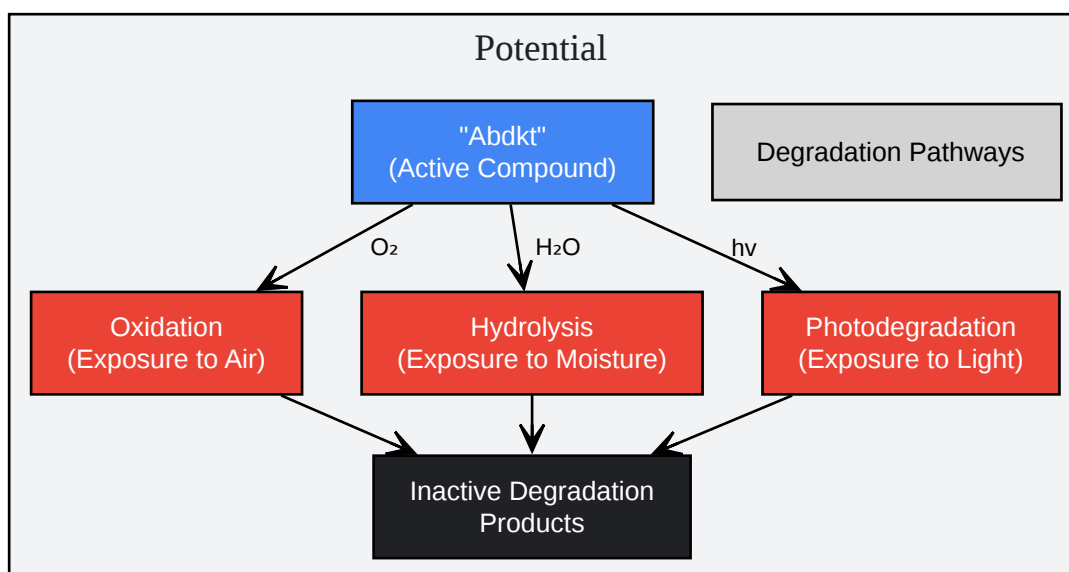 Potential
"Abdkt"
(Active Compound)
Degradation Pathways
O₂
H₂O
hv
Oxidation
(Exposure to Air)
Hydrolysis
(Exposure to Moisture)
Photodegradation
(Exposure to Light)
Inactive Degradation
Products